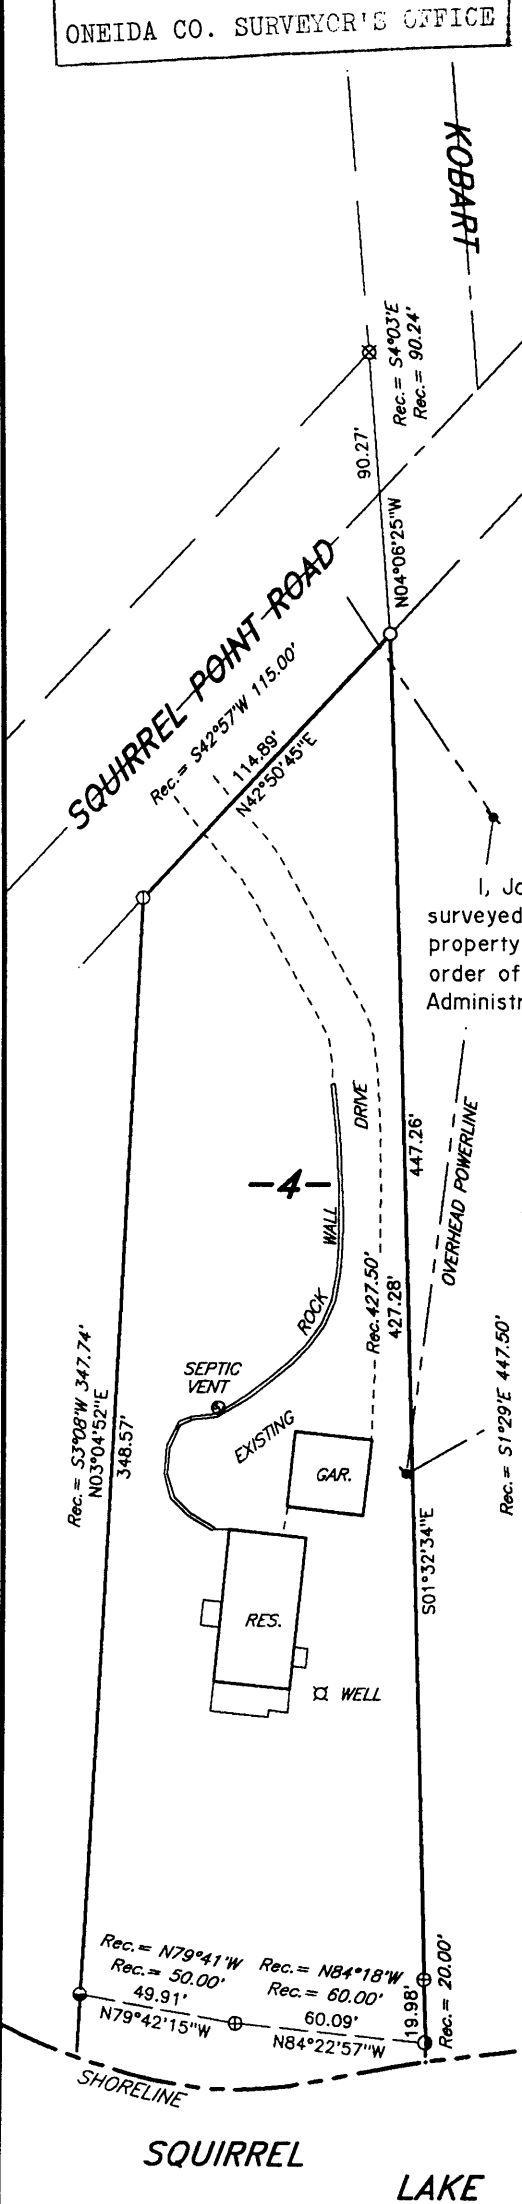 ONEIDA CO. SURVEYOR'S OFFICE
KOBART
Rec.= S4°03'E
Rec.= 90.24'
90.27'
N04°06'25"W
SQUIRREL POINT ROAD
Rec.= S42°57'W 115.00'
114.89'
N42°50'45"E
I, Jo
surveyed
property
order of
Administr
DRIVE
447.26'
OVERHEAD POWERLINE
-4-
WALL
ROCK
Rec.427.50'
427.28'
Rec.= S3°08'W 347.74'
N03°04'52"E
348.57'
SEPTIC
VENT
EXISTING
GAR.
Rec.= S1°29'E 447.50'
S01°32'34"E
RES.
WELL
Rec.= N79°41'W
Rec.= 50.00'
49.91'
N79°42'15"W
Rec.= N84°18'W
Rec.= 60.00'
60.09'
N84°22'57"W
19.98'
Rec.= 20.00'
SHORELINE
SQUIRREL
LAKE